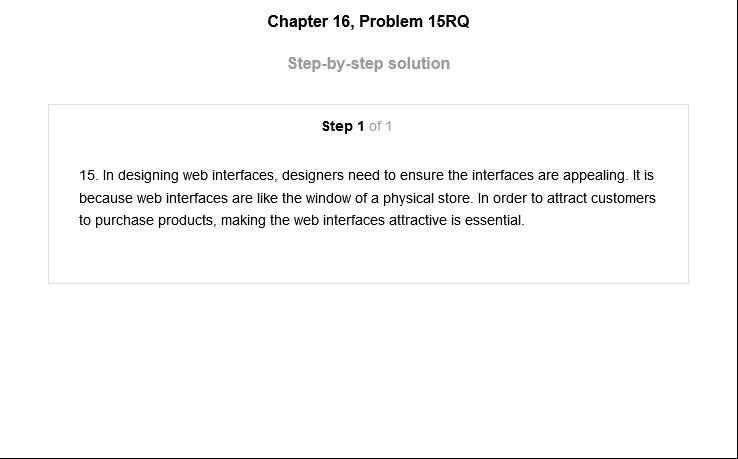 Chapter 16, Problem 15RQ
Step-by-step solution
Step 1 of 1
15. In designing web interfaces, designers need to ensure the interfaces are appealing. It is
because web interfaces are like the window of a physical store. In order to attract customers
to purchase products, making the web interfaces attractive is essential.